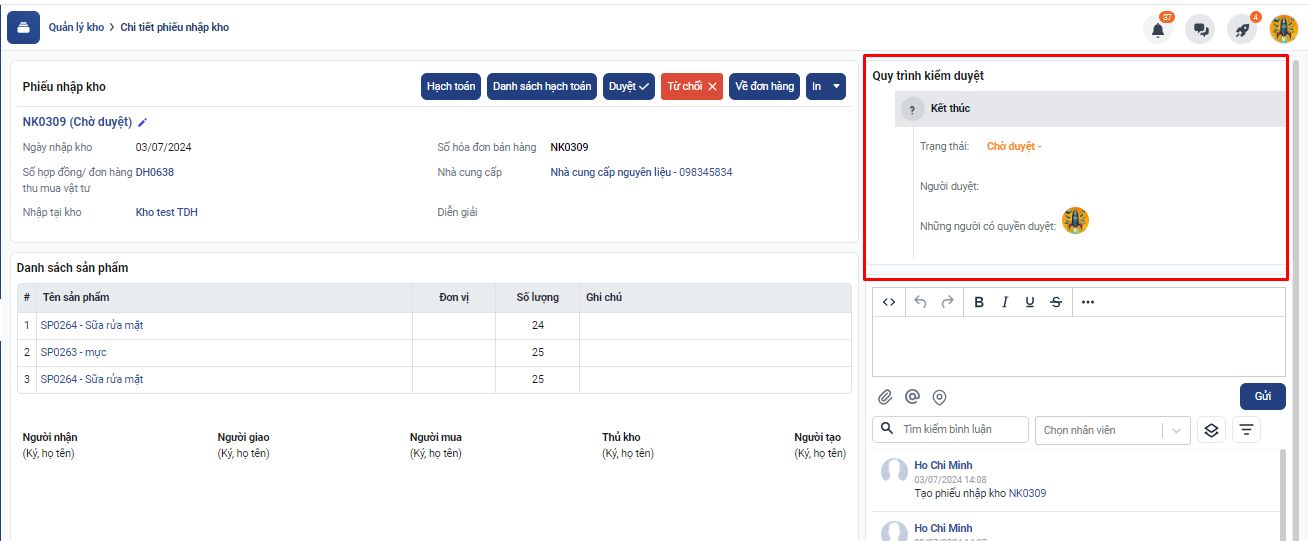 Quản lý kho > Chi tiết phiếu nhập kho
37
4
Phiếu nhập kho
Hạch toán
Danh sách hạch toán
Duyệt
Từ chối
Về đơn hàng
In
NK0309 (Chờ duyệt)
Ngày nhập kho 03/07/2024
Số hóa đơn bán hàng NK0309
Số hợp đồng/ đơn hàng thu mua vật tư DH0638
Nhà cung cấp Nhà cung cấp nguyên liệu - 098345834
Nhập tại kho Kho test TDH
Diễn giải
Danh sách sản phẩm
# Tên sản phẩm Đơn vị Số lượng Ghi chú
1 SP0264 - Sữa rửa mặt 24
2 SP0263 - mực 25
3 SP0264 - Sữa rửa mặt 25
Người nhận Người giao Người mua Thủ kho Người tạo
(Ký, họ tên) (Ký, họ tên) (Ký, họ tên) (Ký, họ tên) (Ký, họ tên)
Quy trình kiểm duyệt
? Kết thúc
Trạng thái: Chờ duyệt -
Người duyệt:
Những người có quyền duyệt:
<> B I U S •••
Gửi
Tìm kiếm bình luận
Chọn nhân viên
Ho Chi Minh
03/07/2024 14:08
Tạo phiếu nhập kho NK0309
Ho Chi Minh